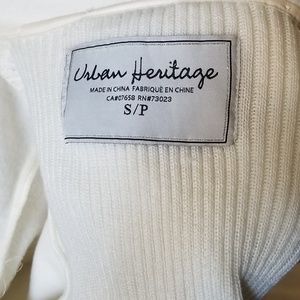 Urban Heritage
MADE IN CHINA FABRIQUÉ EN CHINE
CA#07658 RN#73023
S/P